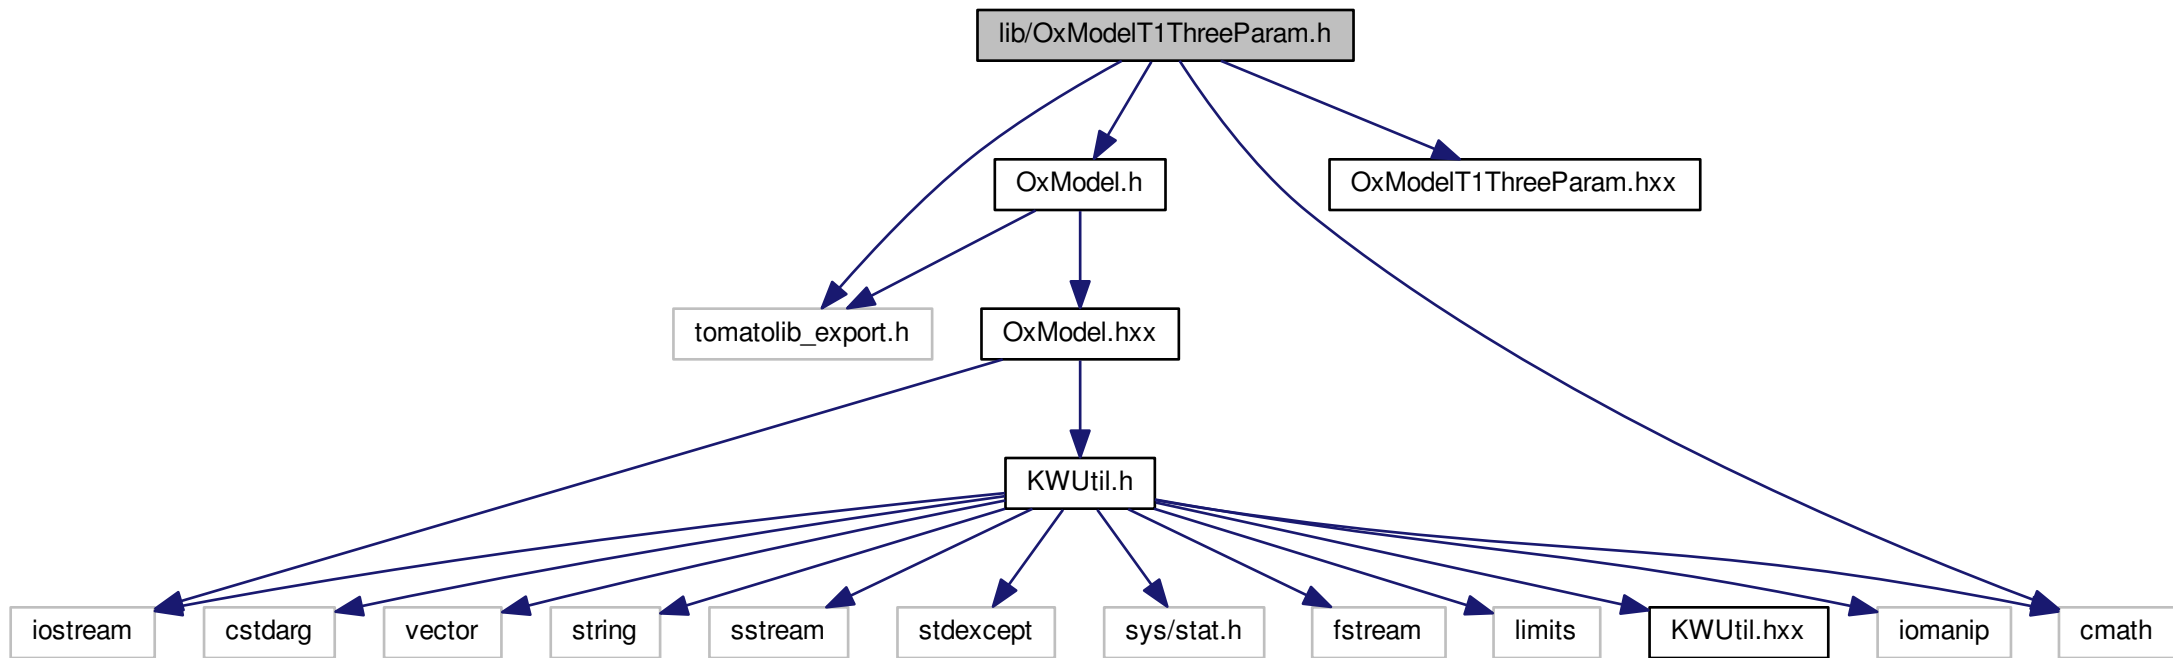 lib/OxModelT1ThreeParam.h
OxModel.h
OxModelT1ThreeParam.hxx
tomatolib_export.h
OxModel.hxx
KWUtil.h
iostream
cstdarg
vector
string
sstream
stdexcept
sys/stat.h
fstream
limits
KWUtil.hxx
iomanip
cmath